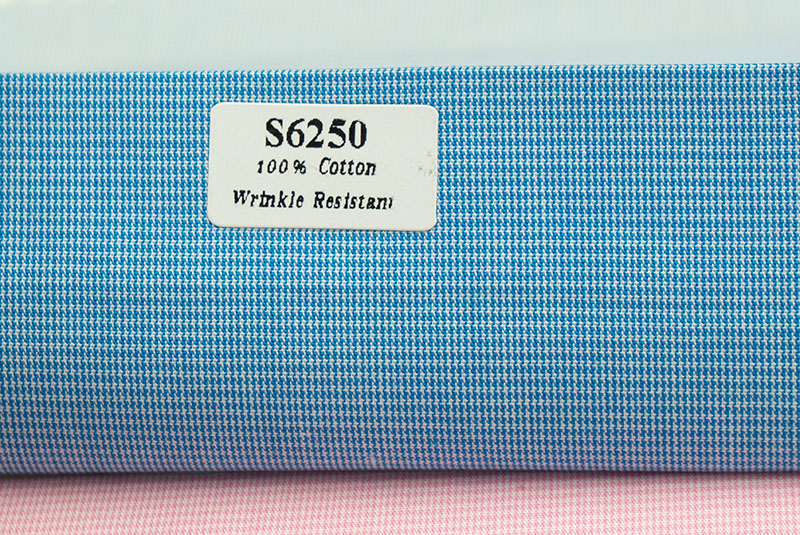 S6250
100% Cotton
Wrinkle Resistant